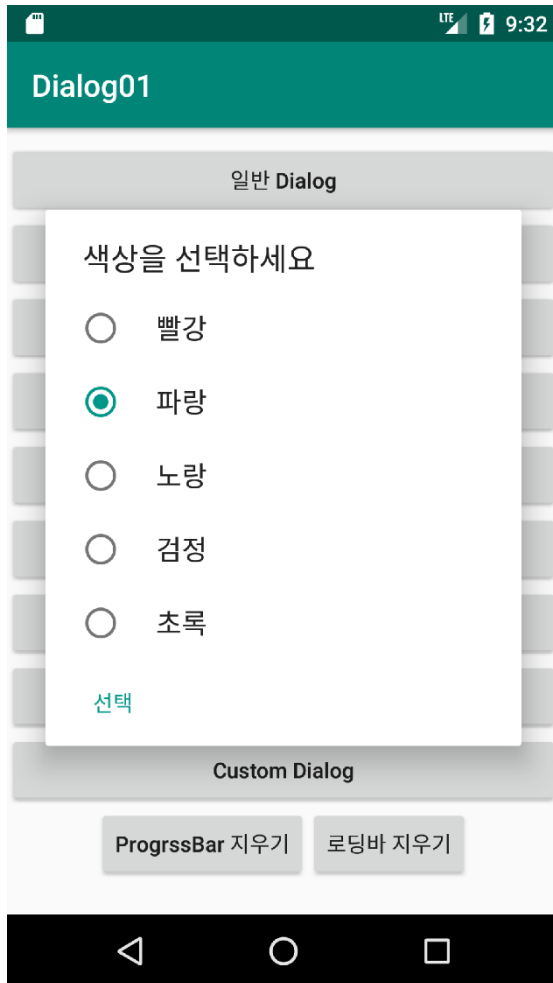 LTE 9:32
Dialog01
일반 Dialog
색상을 선택하세요
빨강
파랑
노랑
검정
초록
선택
Custom Dialog
ProgrssBar 지우기 로딩바 지우기